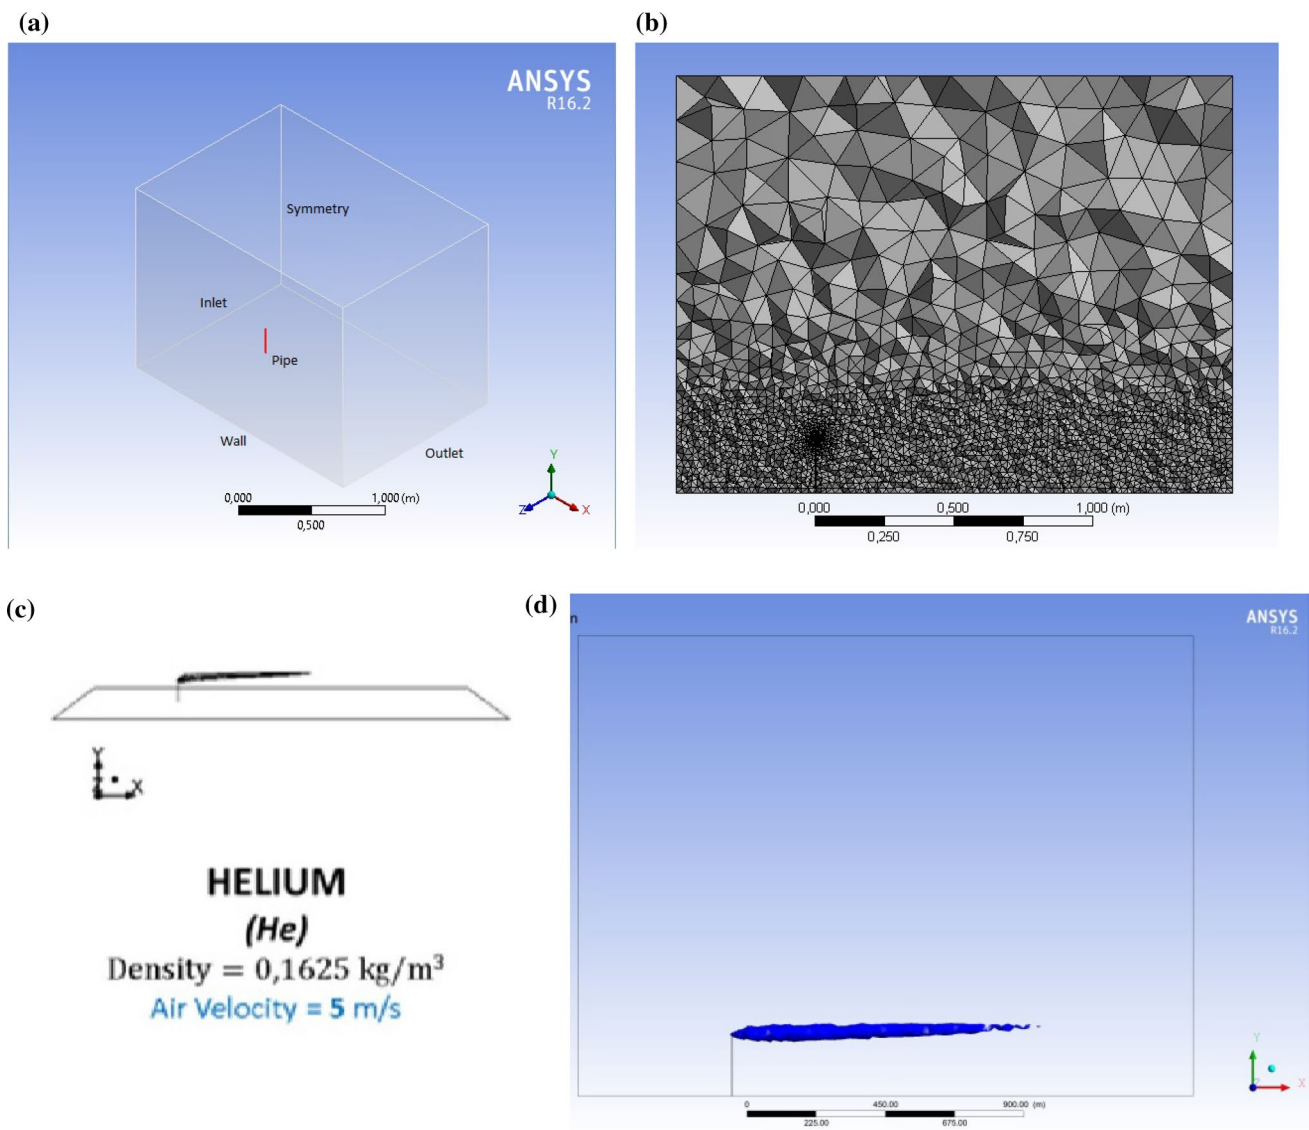 (a)
ANSYS
R16.2
Symmetry
Inlet
Pipe
Wall
Outlet
0,000 1,000 (m)
0,500
Y
Z X
(b)
0,000 0,500 1,000 (m)
0,250 0,750
(c)
Y
X
HELIUM
(He)
Density = 0,1625 kg/m³
Air Velocity = 5 m/s
(d)
n
ANSYS
R16.2
0 450.00 900.00 (m)
225.00 675.00
Y
Z X